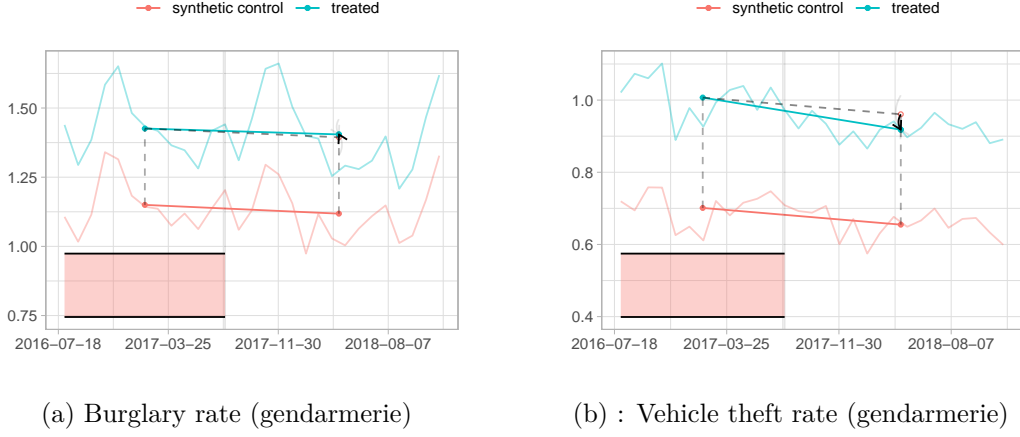 synthetic control treated
synthetic control treated
1.50
1.25
1.00
0.75
2016−07−18 2017−03−25 2017−11−30 2018−08−07
1.0
0.8
0.6
0.4
2016−07−18 2017−03−25 2017−11−30 2018−08−07
(a) Burglary rate (gendarmerie)
(b) : Vehicle theft rate (gendarmerie)